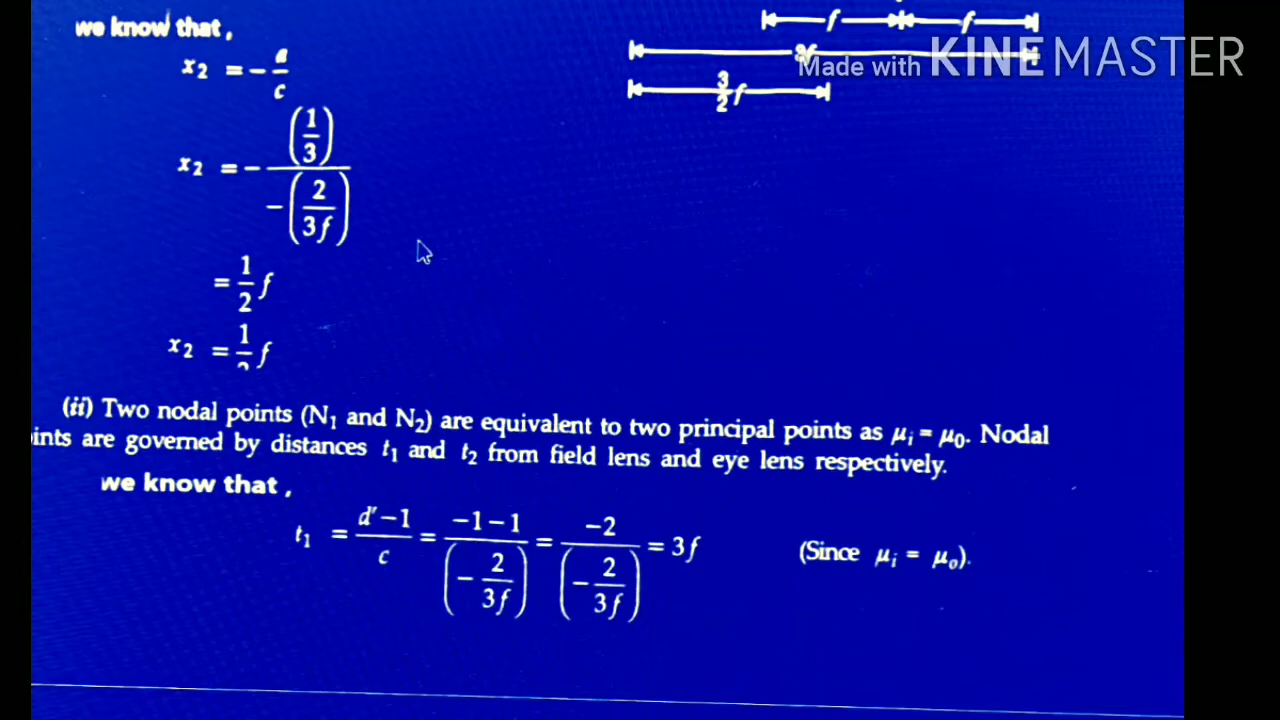 we know that,
f f
Made with KINEMASTER
3/2 f
x₂ = - a/c
x₂ = - (1/3) / -(2/3f)
= 1/2 f
x₂ = 1/2 f
(ii) Two nodal points (N₁ and N₂) are equivalent to two principal points as μᵢ = μ₀. Nodal
ints are governed by distances t₁ and t₂ from field lens and eye lens respectively.
we know that,
t₁ = d'-1/c = -1-1/(- 2/3f) = -2/(- 2/3f) = 3f (Since μᵢ = μₒ).